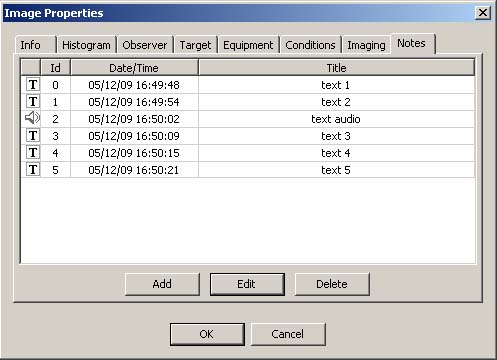 Image Properties
Info Histogram Observer Target Equipment Conditions Imaging Notes
Id Date/Time Title
T 0 05/12/09 16:49:48 text 1
T 1 05/12/09 16:49:54 text 2
2 05/12/09 16:50:02 text audio
T 3 05/12/09 16:50:09 text 3
T 4 05/12/09 16:50:15 text 4
T 5 05/12/09 16:50:21 text 5
Add Edit Delete
OK Cancel